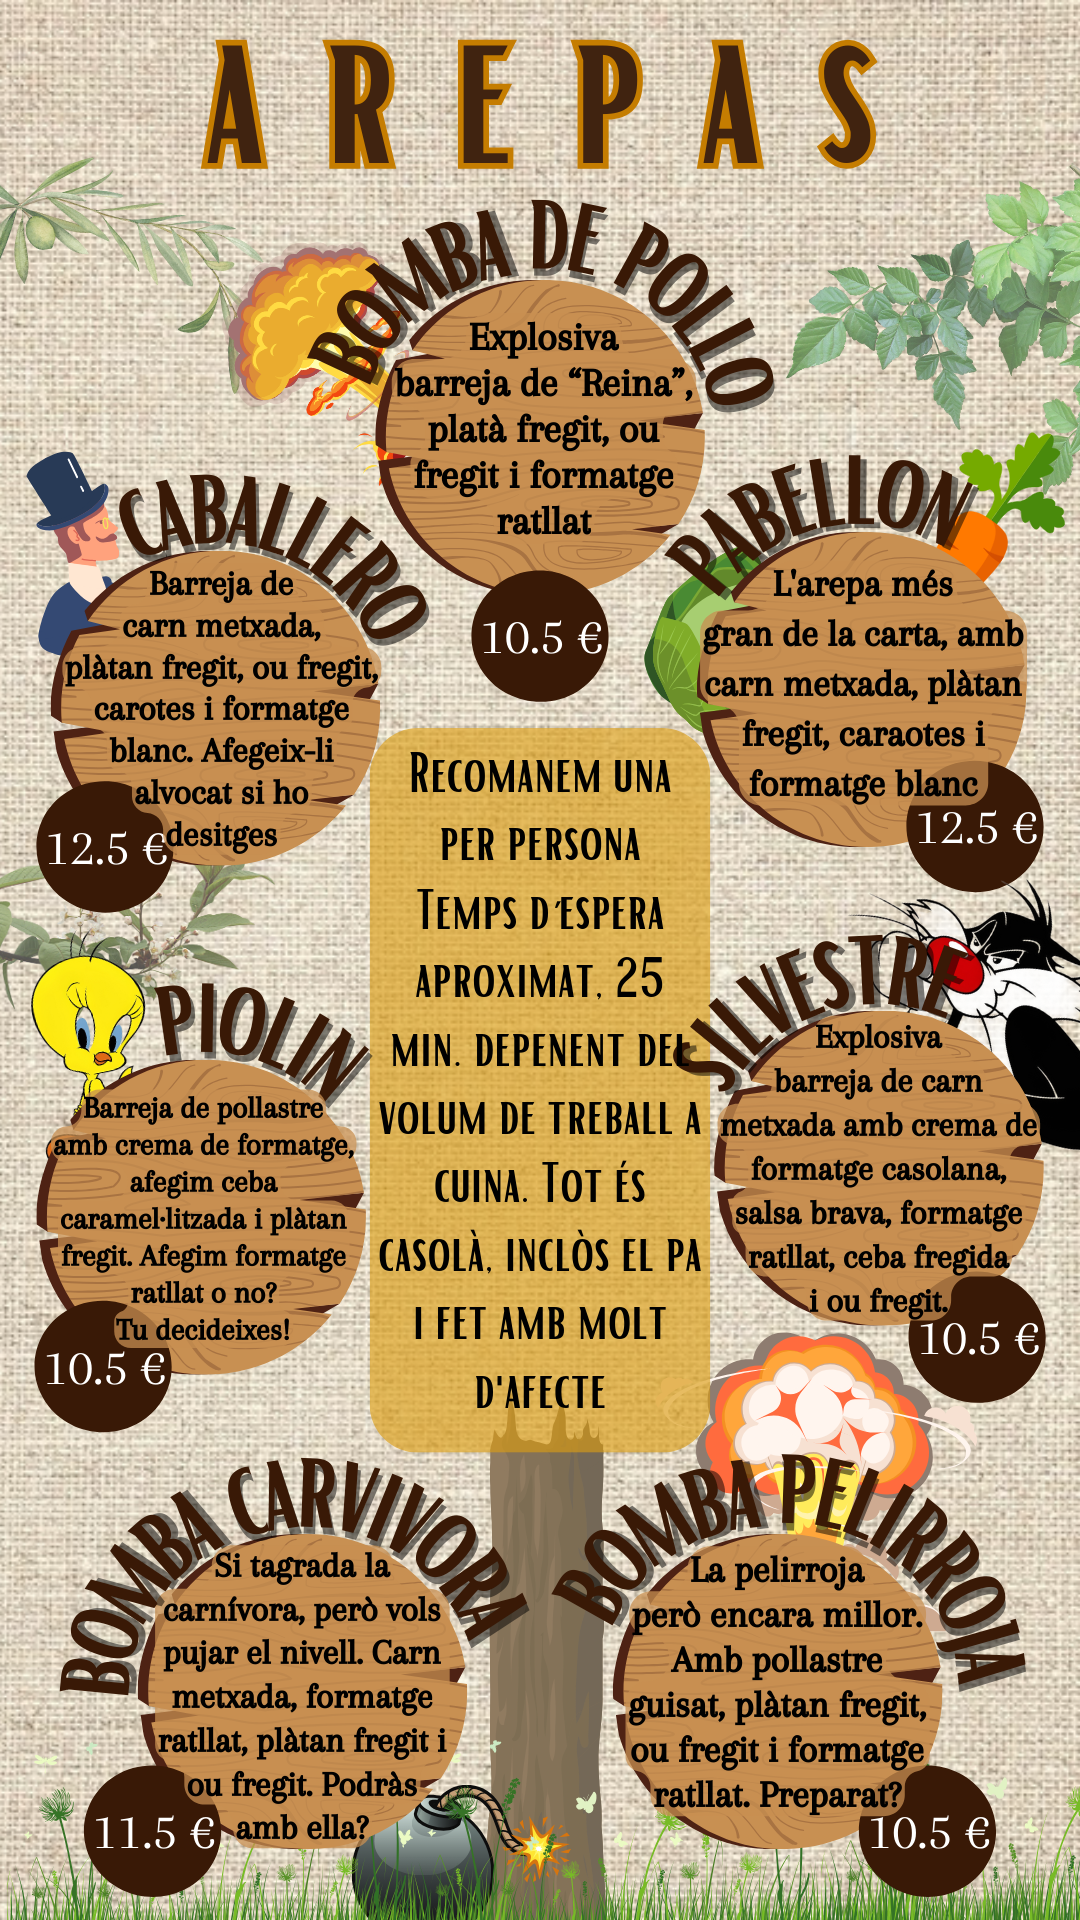 AREPAS
BOMBA DE POLLO
Explosiva
barreja de “Reina”,
platà fregit, ou
fregit i formatge
ratllat
10.5 €
CABALLERO
Barreja de
carn metxada,
plàtan fregit, ou fregit,
carotes i formatge
blanc. Afegeix-li
alvocat si ho
desitges
12.5 €
PABELLON
L'arepa més
gran de la carta, amb
carn metxada, plàtan
fregit, caraotes i
formatge blanc
12.5 €
Recomanem una
per persona
Temps d´espera
aproximat, 25
min. depenent del
volum de treball a
cuina. Tot és
casolà, inclòs el pa
i fet amb molt
d'afecte
PIOLIN
Barreja de pollastre
amb crema de formatge,
afegim ceba
caramel·litzada i plàtan
fregit. Afegim formatge
ratllat o no?
Tu decideixes!
10.5 €
SILVESTRE
Explosiva
barreja de carn
metxada amb crema de
formatge casolana,
salsa brava, formatge
ratllat, ceba fregida
i ou fregit.
10.5 €
BOMBA CARVIVORA
Si tagrada la
carnívora, però vols
pujar el nivell. Carn
metxada, formatge
ratllat, plàtan fregit i
ou fregit. Podràs
amb ella?
11.5 €
BOMBA PELIRROJA
La pelirroja
però encara millor.
Amb pollastre
guisat, plàtan fregit,
ou fregit i formatge
ratllat. Preparat?
10.5 €